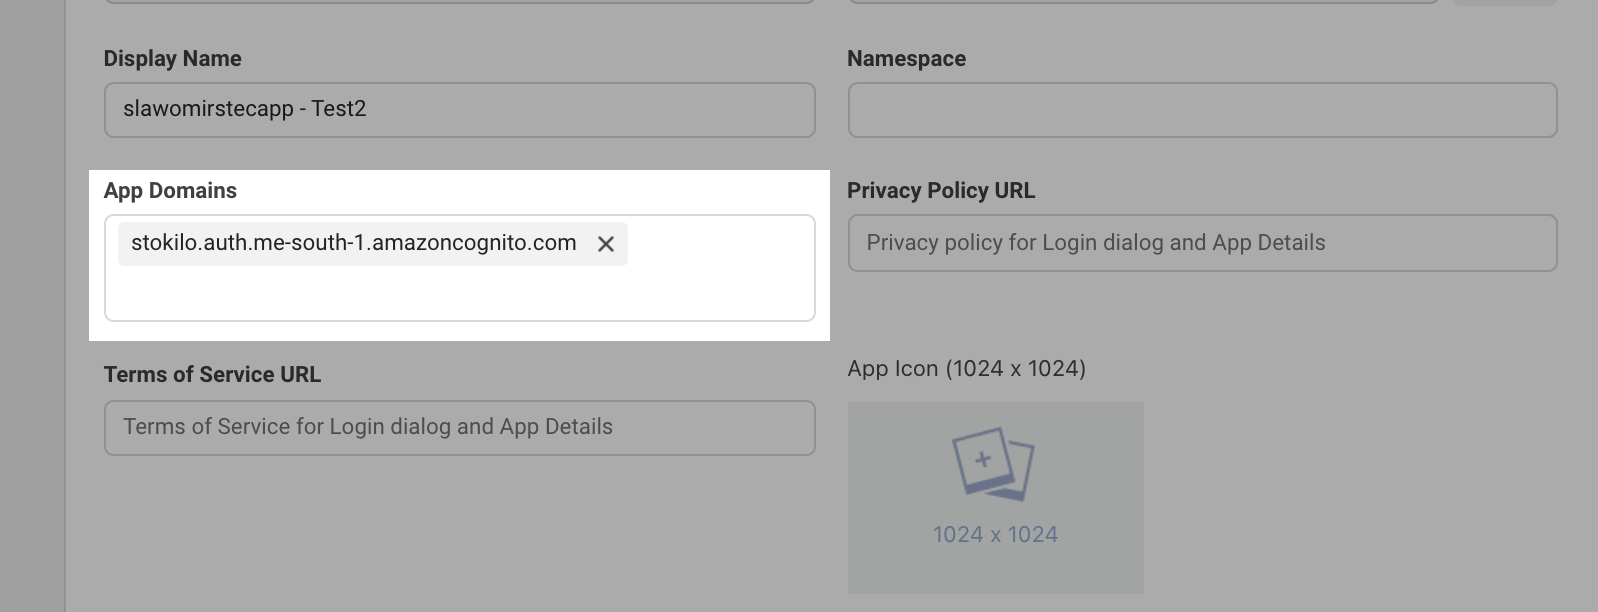 Display Name
Namespace
slawomirstecapp - Test2
App Domains
Privacy Policy URL
stokilo.auth.me-south-1.amazoncognito.com
Privacy policy for Login dialog and App Details
Terms of Service URL
App Icon (1024 x 1024)
Terms of Service for Login dialog and App Details
1024 x 1024